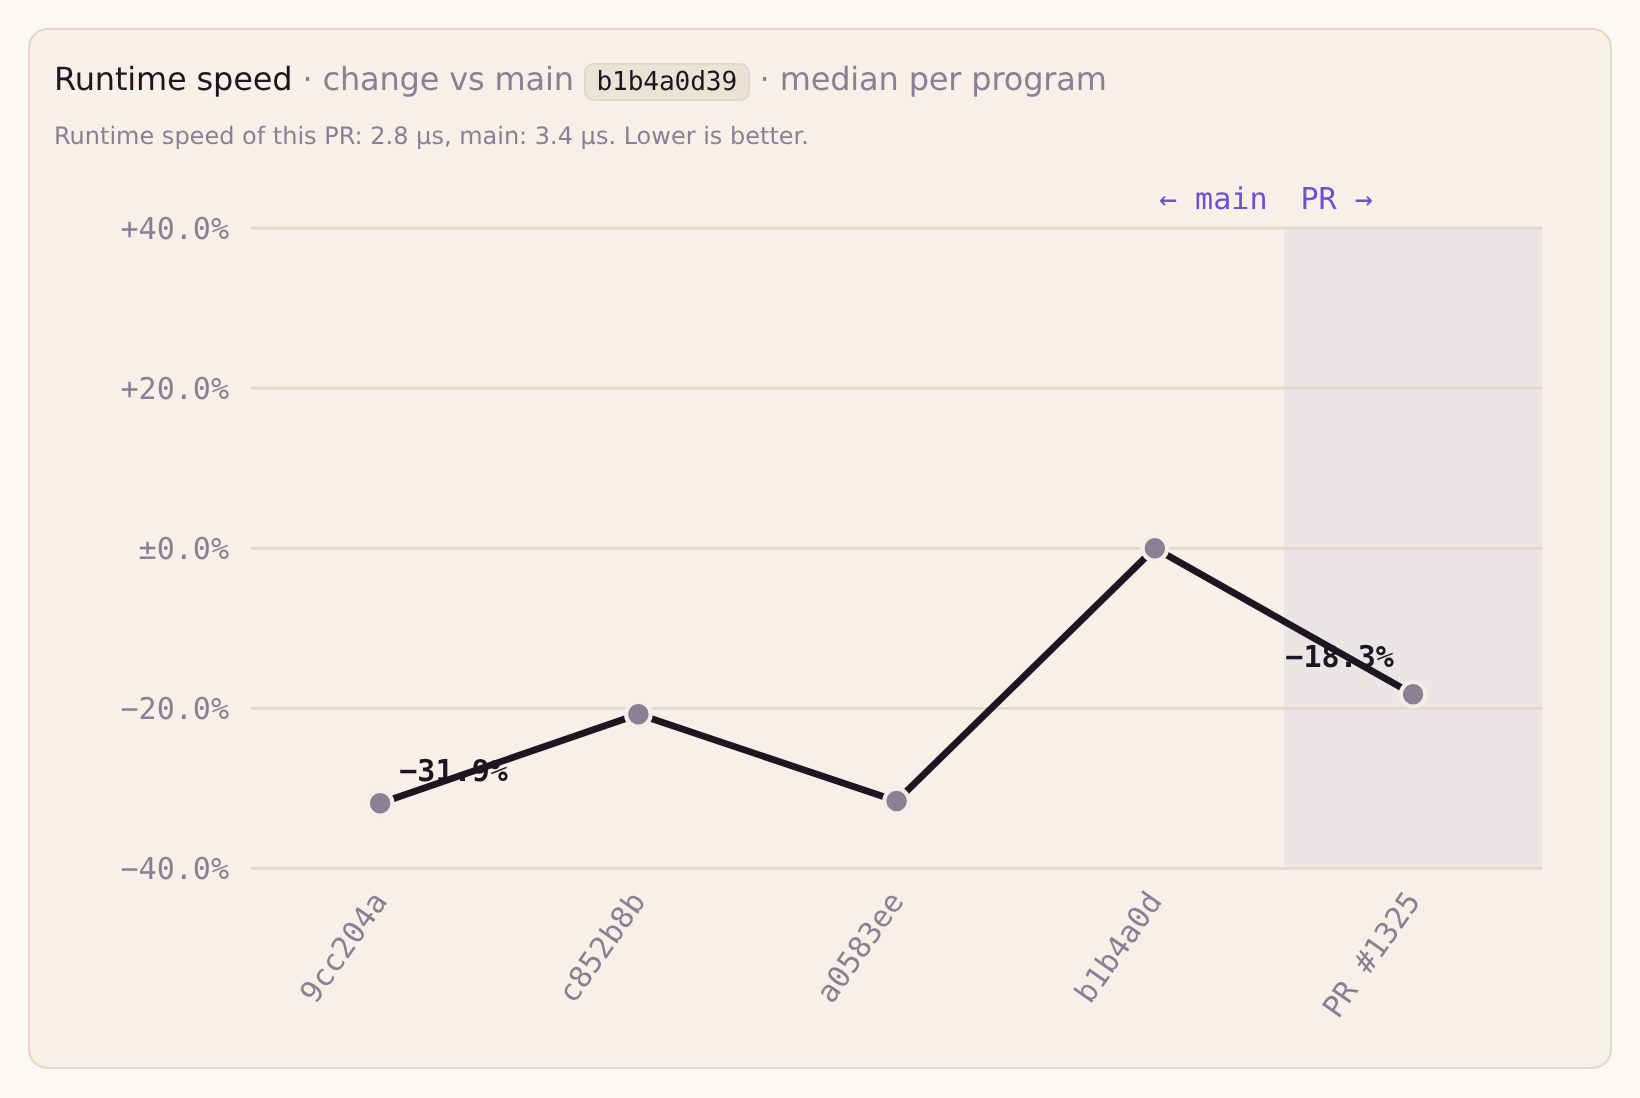 Runtime speed · change vs main b1b4a0d39 · median per program
Runtime speed of this PR: 2.8 µs, main: 3.4 µs. Lower is better.
← main PR →
+40.0%
+20.0%
±0.0%
−20.0%
−40.0%
−31.9%
−18.3%
9cc204a
c852b8b
a0583ee
b1b4a0d
PR #1325